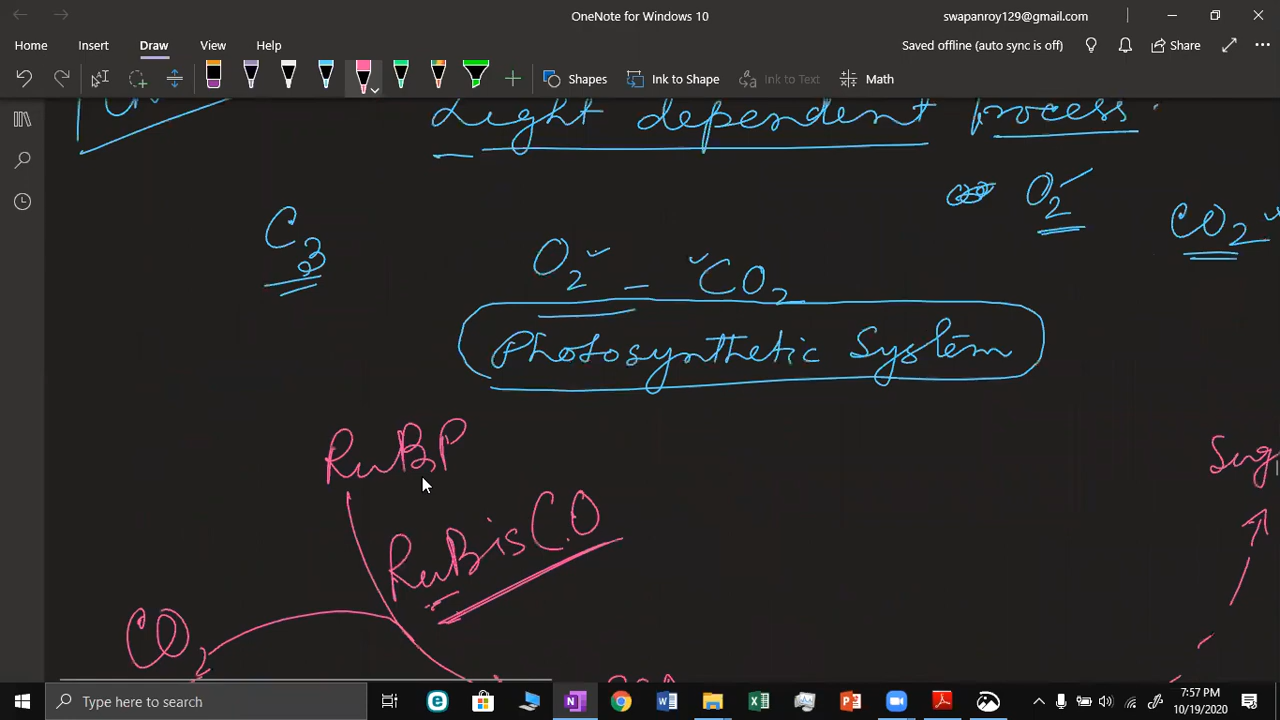 OneNote for Windows 10
swapanroy129@gmail.com
Home Insert Draw View Help
Saved offline (auto sync is off)
Share
Shapes
Ink to Shape
Ink to Text
Math
Light dependent process
O2
CO2
C3
O2 - CO2
Photosynthetic System
RuBP
RuBisCO
CO2
Type here to search
7:57 PM
10/19/2020